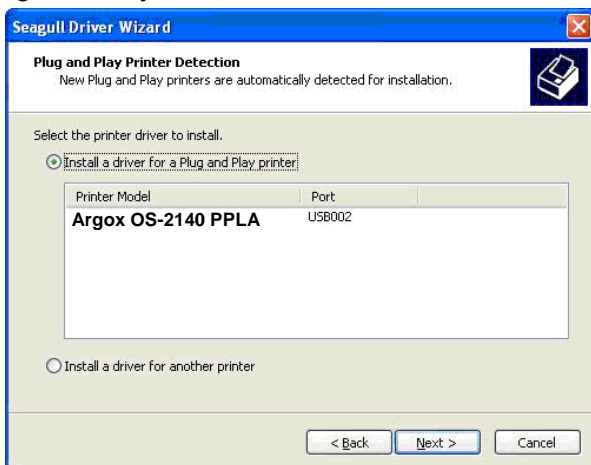 Seagull Driver Wizard
Plug and Play Printer Detection
New Plug and Play printers are automatically detected for installation.
Select the printer driver to install.
Install a driver for a Plug and Play printer
Printer Model Port
Argox OS-2140 PPLA USB002
Install a driver for another printer
< Back Next > Cancel